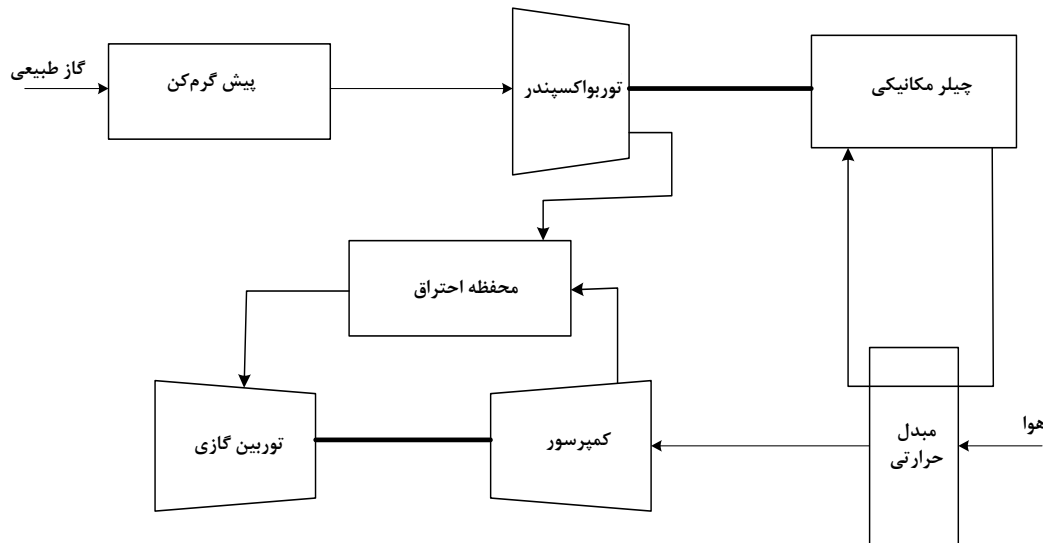 گاز طبیعی
پیش گرم‌کن
توربواکسپندر
چیلر مکانیکی
محفظه احتراق
توربین گازی
کمپرسور
مبدل
حرارتی
هوا